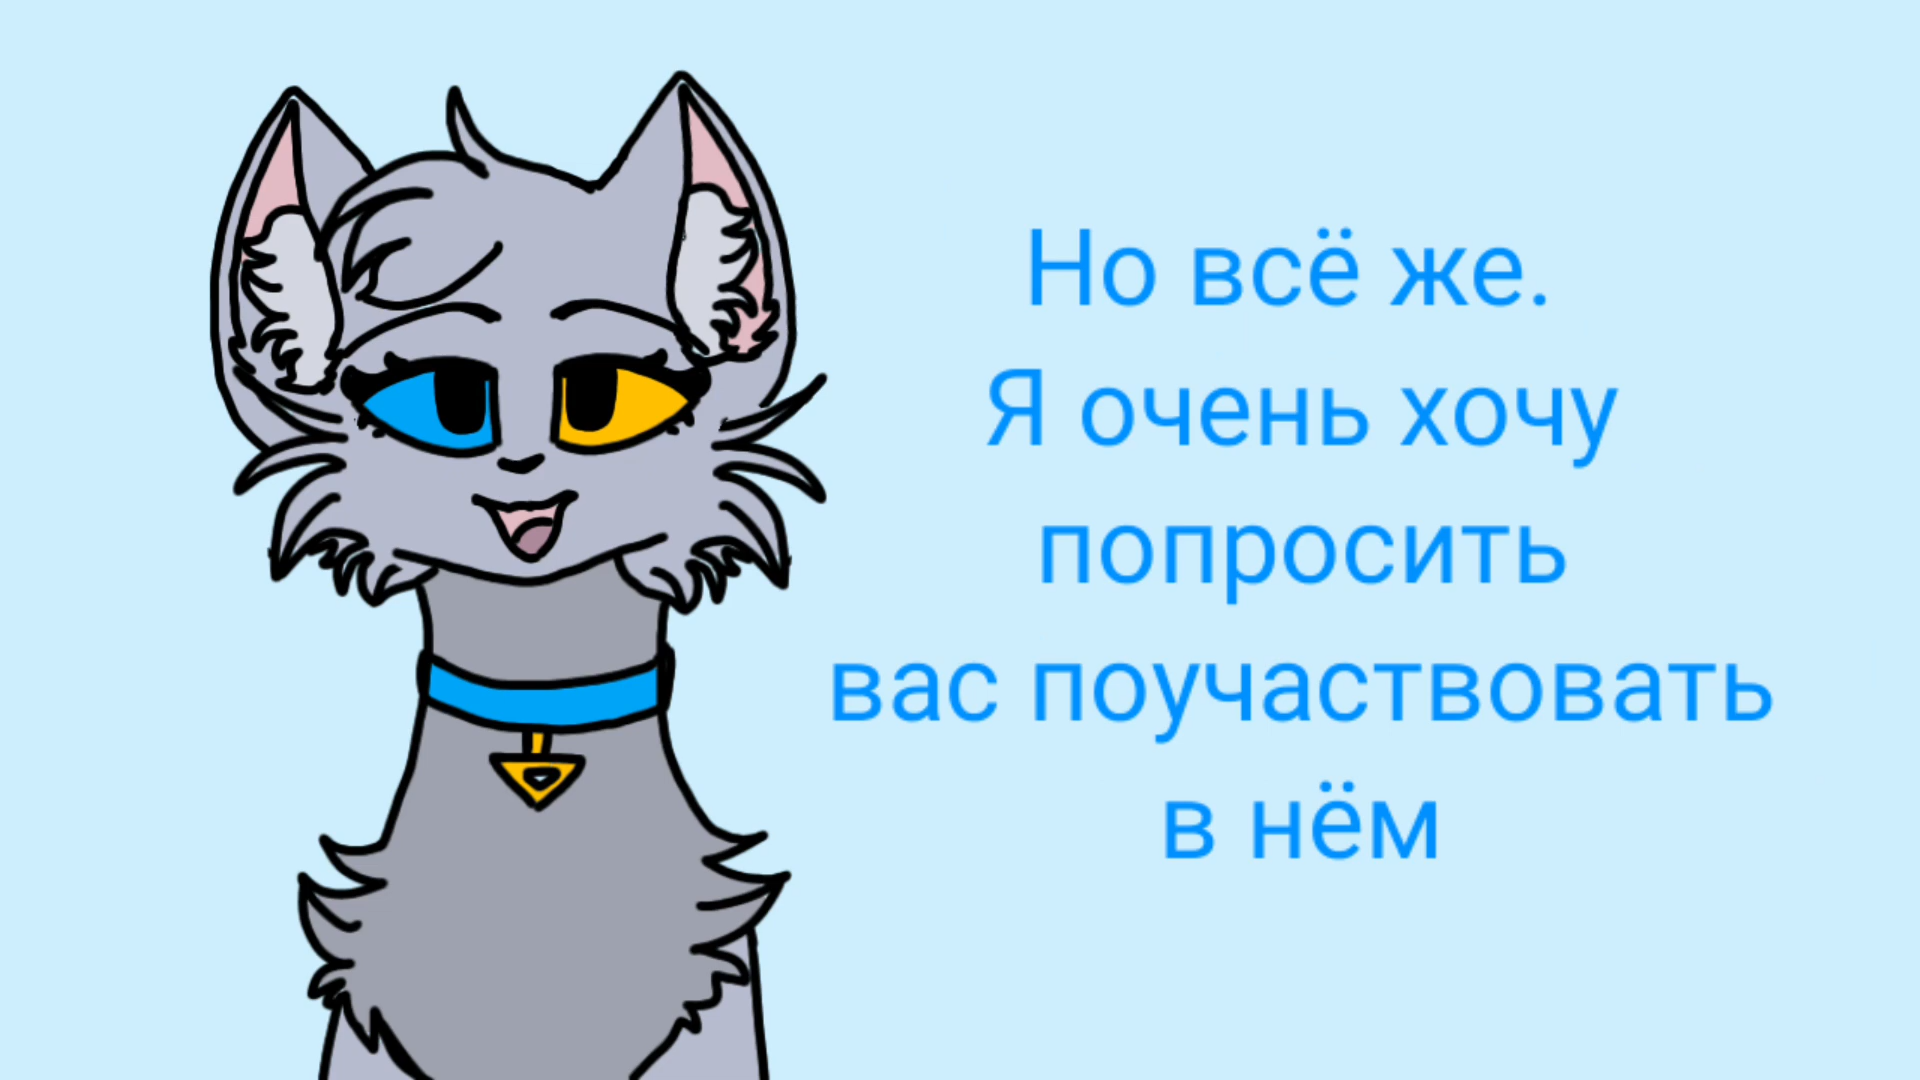 Но всё же.
Я очень хочу
попросить
вас поучаствовать
в нём